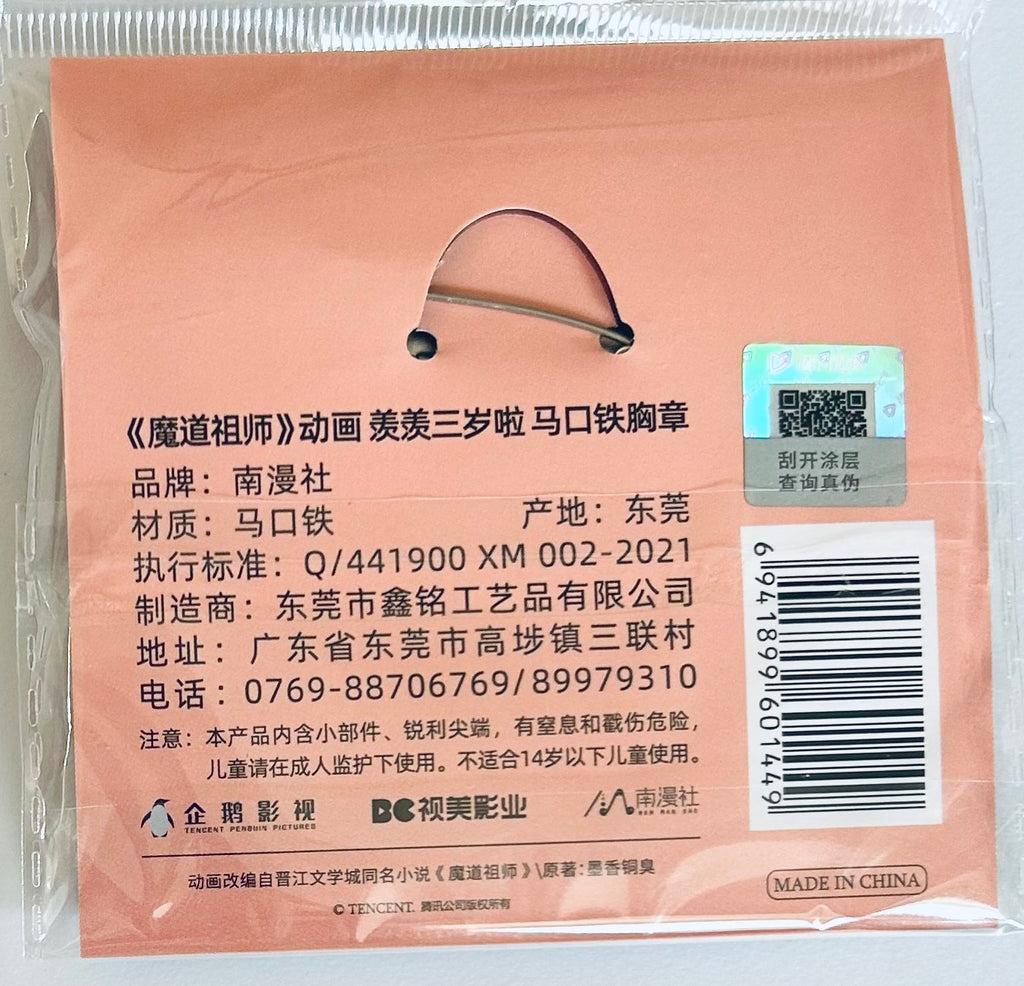 《魔道祖师》动画 羡羡三岁啦 马口铁胸章
品牌：南漫社
材质：马口铁 产地：东莞
执行标准：Q/441900 XM 002-2021
制造商：东莞市鑫铭工艺品有限公司
地址：广东省东莞市高埗镇三联村
电话：0769-88706769/89979310
注意：本产品内含小部件、锐利尖端，有窒息和戳伤危险，
儿童请在成人监护下使用。不适合14岁以下儿童使用。
企鹅影视
TENCENT PENGUIN PICTURES
BC视美影业
南漫社
NAN MAN SHE
动画改编自晋江文学城同名小说《魔道祖师》\原著：墨香铜臭
© TENCENT. 腾讯公司版权所有
刮开涂层
查询真伪
6941899601449
MADE IN CHINA